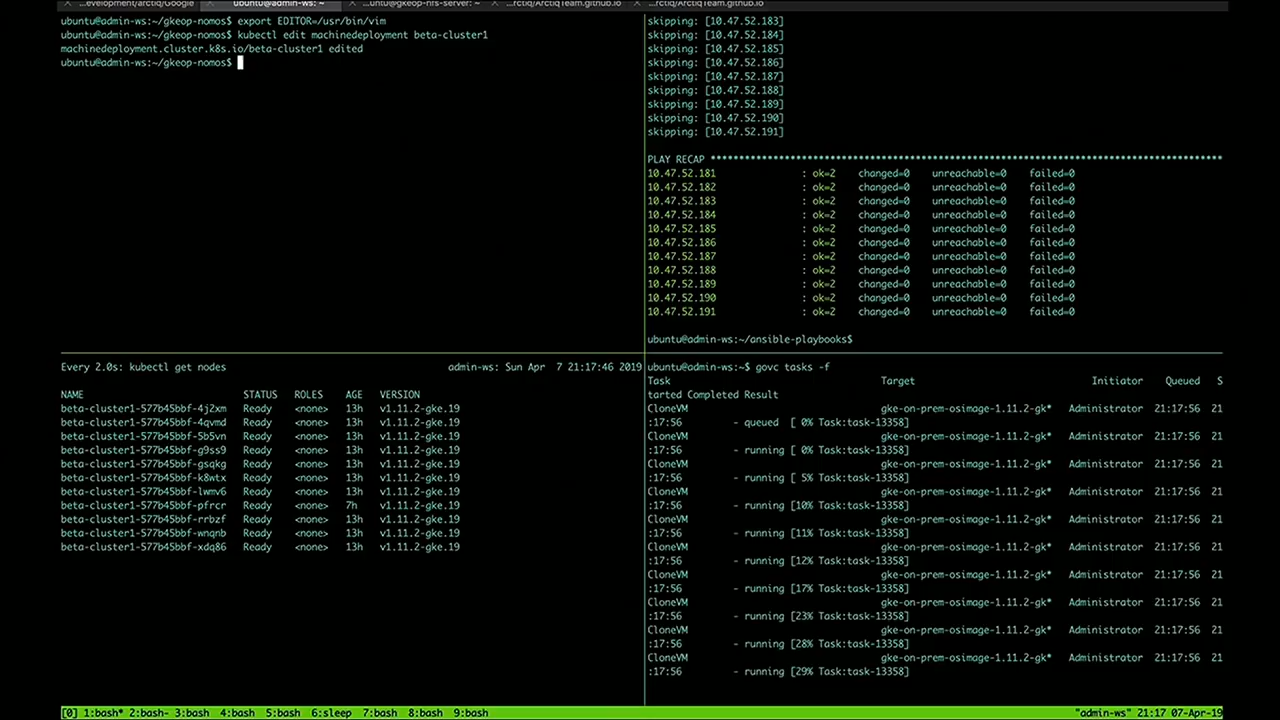 ...evelopment/arctiq/Google
ubuntu@admin-ws: ~
...untu@gkeop-nfs-server: ~
...rctiq/ArctiqTeam.github.io
...rctiq/ArctiqTeam.github.io
ubuntu@admin-ws:~/gkeop-nomos$ export EDITOR=/usr/bin/vim
ubuntu@admin-ws:~/gkeop-nomos$ kubectl edit machinedeployment beta-cluster1
machinedeployment.cluster.k8s.io/beta-cluster1 edited
ubuntu@admin-ws:~/gkeop-nomos$
skipping: [10.47.52.183]
skipping: [10.47.52.184]
skipping: [10.47.52.185]
skipping: [10.47.52.186]
skipping: [10.47.52.187]
skipping: [10.47.52.188]
skipping: [10.47.52.189]
skipping: [10.47.52.190]
skipping: [10.47.52.191]
PLAY RECAP *****************************************************************************
10.47.52.181 : ok=2 changed=0 unreachable=0 failed=0
10.47.52.182 : ok=2 changed=0 unreachable=0 failed=0
10.47.52.183 : ok=2 changed=0 unreachable=0 failed=0
10.47.52.184 : ok=2 changed=0 unreachable=0 failed=0
10.47.52.185 : ok=2 changed=0 unreachable=0 failed=0
10.47.52.186 : ok=2 changed=0 unreachable=0 failed=0
10.47.52.187 : ok=2 changed=0 unreachable=0 failed=0
10.47.52.188 : ok=2 changed=0 unreachable=0 failed=0
10.47.52.189 : ok=2 changed=0 unreachable=0 failed=0
10.47.52.190 : ok=2 changed=0 unreachable=0 failed=0
10.47.52.191 : ok=2 changed=0 unreachable=0 failed=0
ubuntu@admin-ws:~/ansible-playbooks$
Every 2.0s: kubectl get nodes admin-ws: Sun Apr 7 21:17:46 2019
NAME STATUS ROLES AGE VERSION
beta-cluster1-577b45bbf-4j2xm Ready <none> 13h v1.11.2-gke.19
beta-cluster1-577b45bbf-4qvmd Ready <none> 13h v1.11.2-gke.19
beta-cluster1-577b45bbf-5b5vn Ready <none> 13h v1.11.2-gke.19
beta-cluster1-577b45bbf-g9ss9 Ready <none> 13h v1.11.2-gke.19
beta-cluster1-577b45bbf-gsqkg Ready <none> 13h v1.11.2-gke.19
beta-cluster1-577b45bbf-k8wtx Ready <none> 13h v1.11.2-gke.19
beta-cluster1-577b45bbf-lwmv6 Ready <none> 13h v1.11.2-gke.19
beta-cluster1-577b45bbf-pfrcr Ready <none> 7h v1.11.2-gke.19
beta-cluster1-577b45bbf-rrbzf Ready <none> 13h v1.11.2-gke.19
beta-cluster1-577b45bbf-wnqnb Ready <none> 13h v1.11.2-gke.19
beta-cluster1-577b45bbf-xdq86 Ready <none> 13h v1.11.2-gke.19
ubuntu@admin-ws:~$ govc tasks -f
Task Target Initiator Queued S
tarted Completed Result
CloneVM gke-on-prem-osimage-1.11.2-gk* Administrator 21:17:56 21
:17:56 - queued [ 0% Task:task-13358]
CloneVM gke-on-prem-osimage-1.11.2-gk* Administrator 21:17:56 21
:17:56 - running [ 0% Task:task-13358]
CloneVM gke-on-prem-osimage-1.11.2-gk* Administrator 21:17:56 21
:17:56 - running [ 5% Task:task-13358]
CloneVM gke-on-prem-osimage-1.11.2-gk* Administrator 21:17:56 21
:17:56 - running [10% Task:task-13358]
CloneVM gke-on-prem-osimage-1.11.2-gk* Administrator 21:17:56 21
:17:56 - running [11% Task:task-13358]
CloneVM gke-on-prem-osimage-1.11.2-gk* Administrator 21:17:56 21
:17:56 - running [12% Task:task-13358]
CloneVM gke-on-prem-osimage-1.11.2-gk* Administrator 21:17:56 21
:17:56 - running [17% Task:task-13358]
CloneVM gke-on-prem-osimage-1.11.2-gk* Administrator 21:17:56 21
:17:56 - running [23% Task:task-13358]
CloneVM gke-on-prem-osimage-1.11.2-gk* Administrator 21:17:56 21
:17:56 - running [28% Task:task-13358]
CloneVM gke-on-prem-osimage-1.11.2-gk* Administrator 21:17:56 21
:17:56 - running [29% Task:task-13358]
[0] 1:bash* 2:bash- 3:bash 4:bash 5:bash 6:sleep 7:bash 8:bash 9:bash "admin-ws" 21:17 07-Apr-19